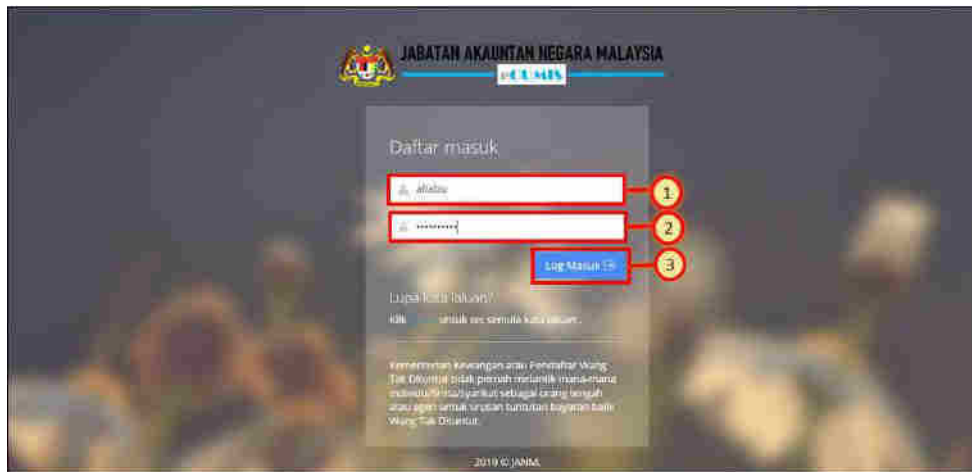 JABATAN AKAUNTAN NEGARA MALAYSIA
eGUMIS
Daftar masuk
1
••••••••••
2
Log Masuk
3
Lupa kata laluan?
Klik untuk set semula kata laluan.
Kementerian Kewangan atau Pendaftar Wang
Tak Dituntut tidak pernah melantik mana-mana
individu/firma/syarikat sebagai orang tengah
atau agen untuk urusan tuntutan bayaran balik
Wang Tak Dituntut.
2019 © JANM.